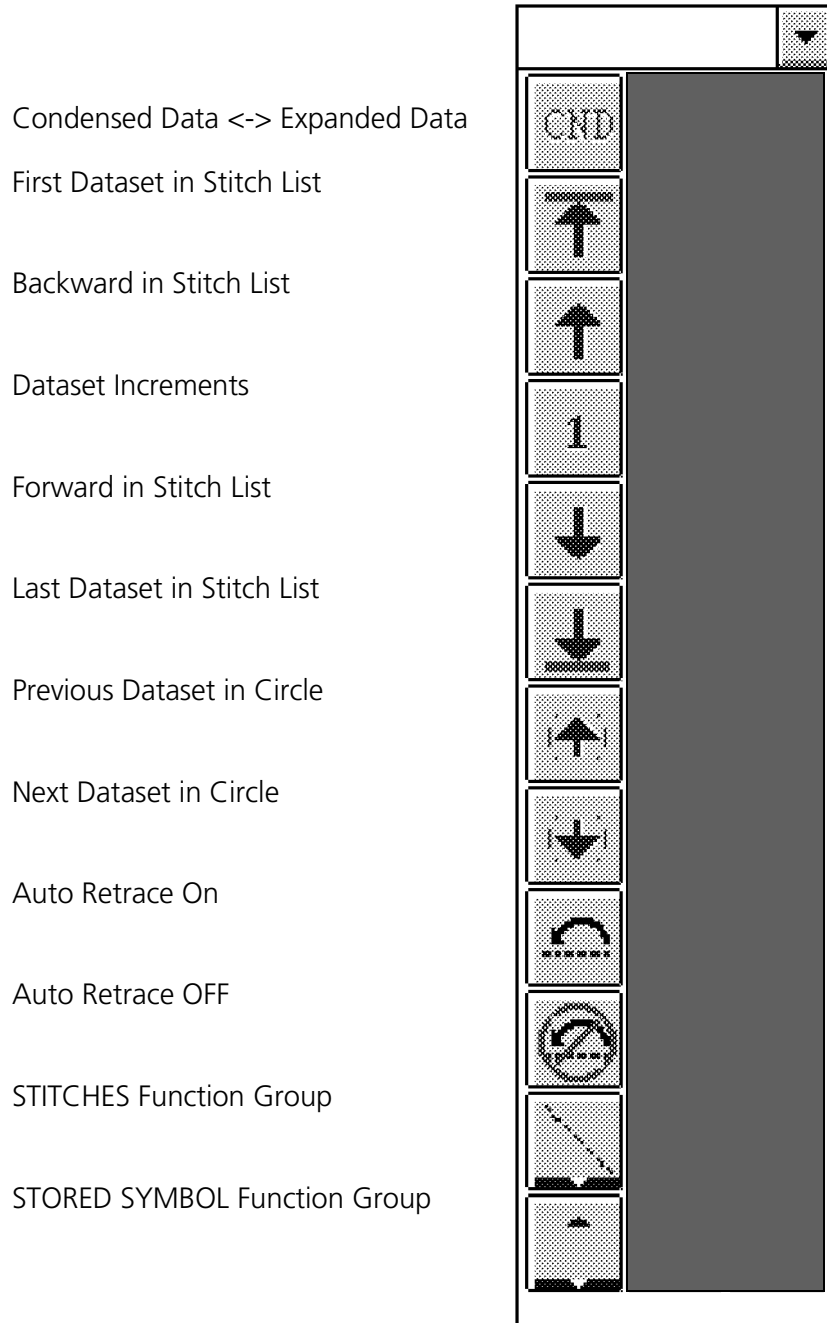 Condensed Data <-> Expanded Data
CND
First Dataset in Stitch List
Backward in Stitch List
Dataset Increments
1
Forward in Stitch List
Last Dataset in Stitch List
Previous Dataset in Circle
Next Dataset in Circle
Auto Retrace On
Auto Retrace OFF
STITCHES Function Group
STORED SYMBOL Function Group